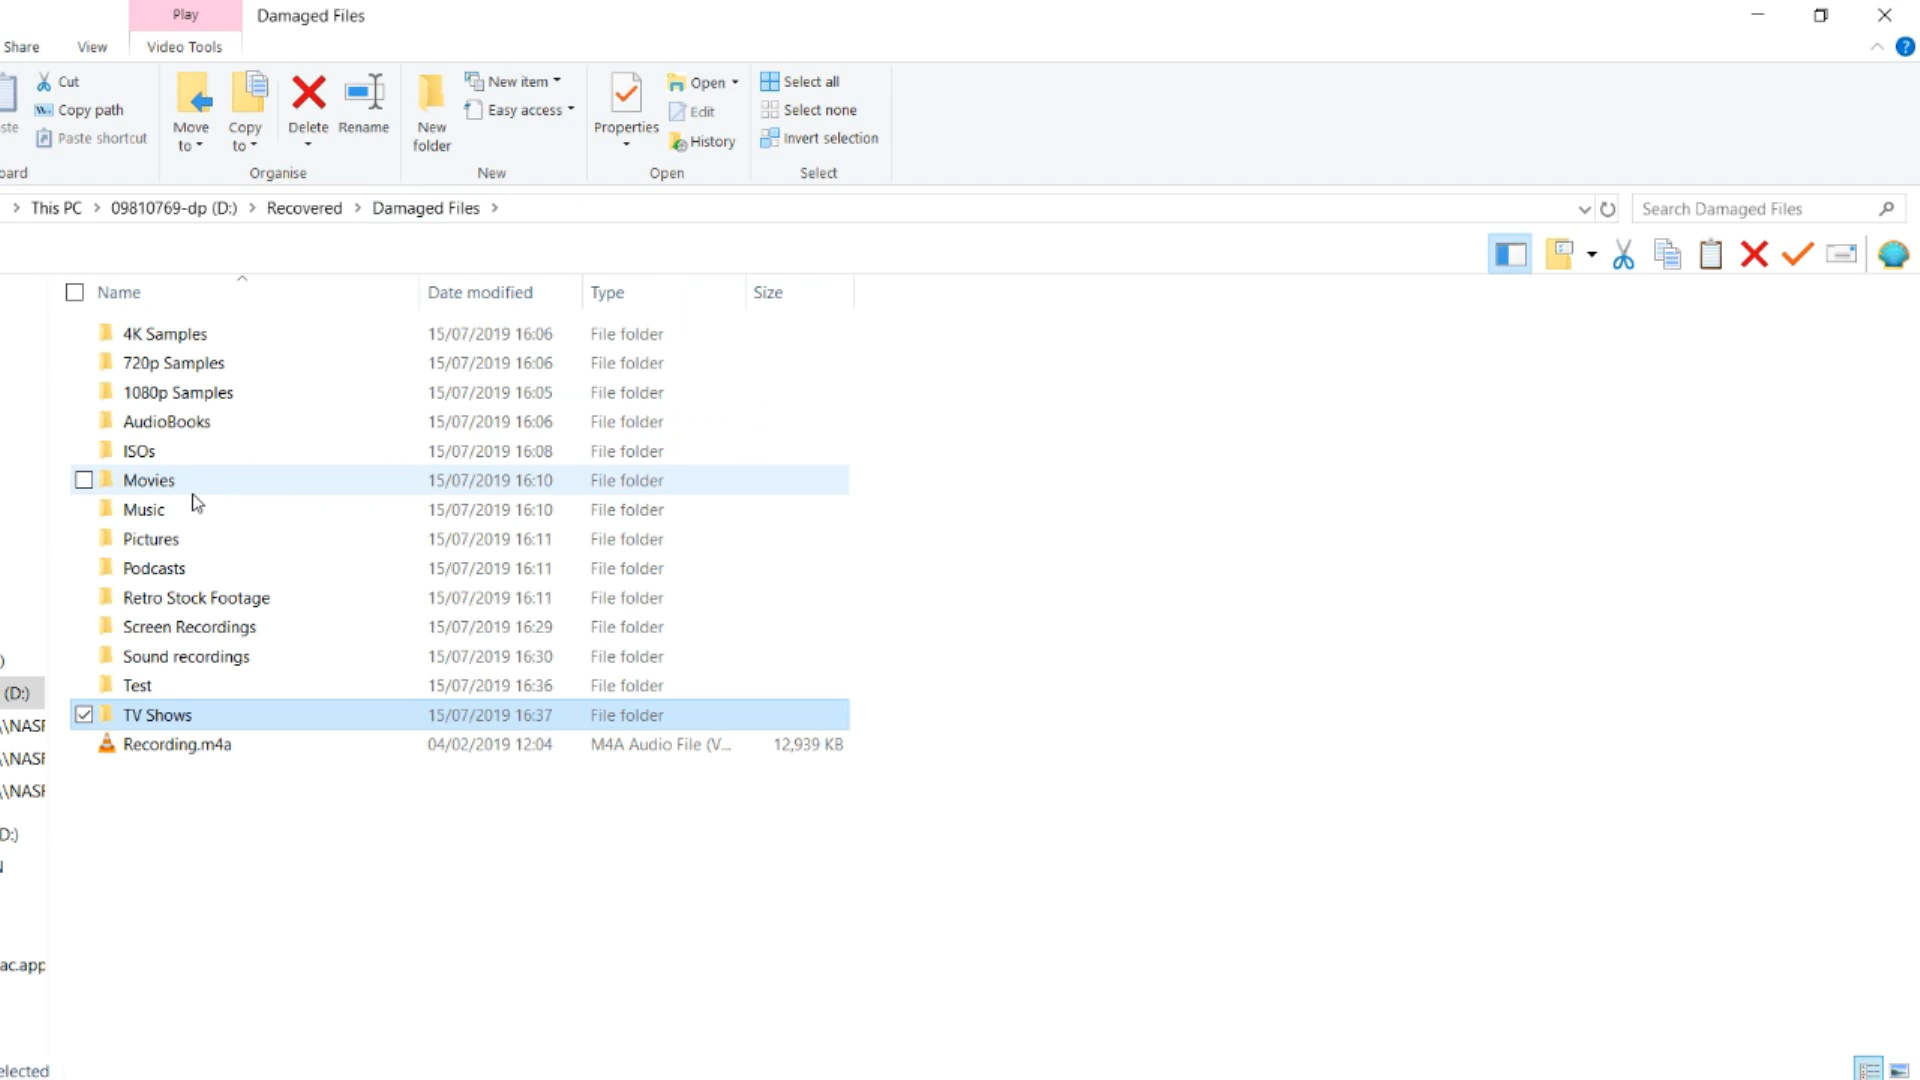 Play
Damaged Files
Share View Video Tools
Cut
Copy path
Paste shortcut
Move to
Copy to
Delete
Rename
Organise
New folder
New item
Easy access
New
Properties
Open
Edit
History
Open
Select all
Select none
Invert selection
Select
This PC > 09810769-dp (D:) > Recovered > Damaged Files >
Search Damaged Files
Name Date modified Type Size
4K Samples 15/07/2019 16:06 File folder
720p Samples 15/07/2019 16:06 File folder
1080p Samples 15/07/2019 16:05 File folder
AudioBooks 15/07/2019 16:06 File folder
ISOs 15/07/2019 16:08 File folder
Movies 15/07/2019 16:10 File folder
Music 15/07/2019 16:10 File folder
Pictures 15/07/2019 16:11 File folder
Podcasts 15/07/2019 16:11 File folder
Retro Stock Footage 15/07/2019 16:11 File folder
Screen Recordings 15/07/2019 16:29 File folder
Sound recordings 15/07/2019 16:30 File folder
Test 15/07/2019 16:36 File folder
TV Shows 15/07/2019 16:37 File folder
Recording.m4a 04/02/2019 12:04 M4A Audio File (V... 12,939 KB
(D:)
D:)
ac.app
elected